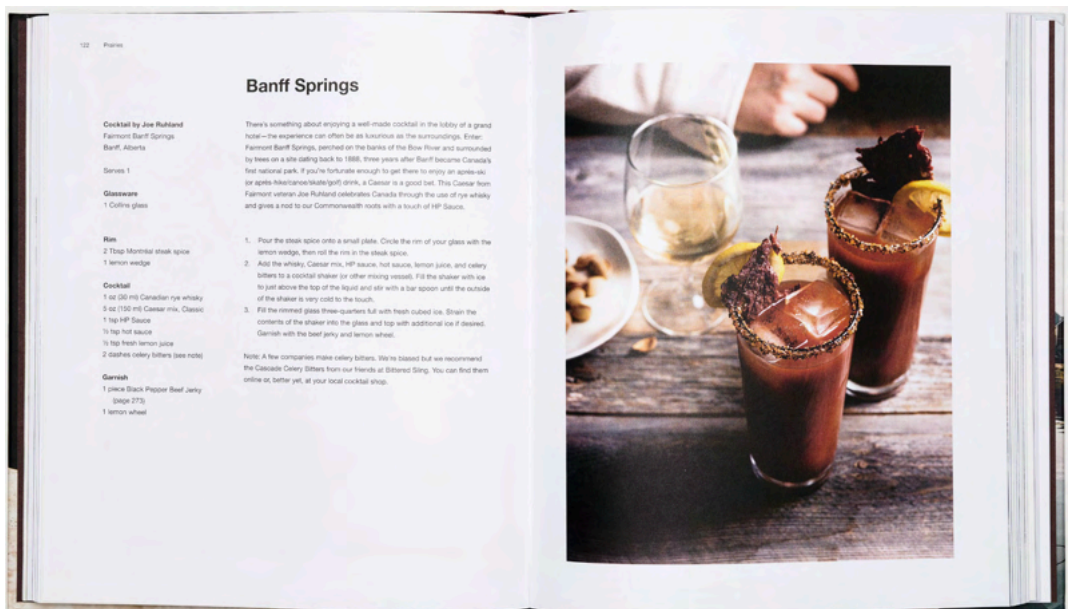 122 Prairies
Banff Springs
Cocktail by Joe Ruhland
Fairmont Banff Springs
Banff, Alberta
Serves 1
Glassware
1 Collins glass
Rim
2 Tbsp Montréal steak spice
1 lemon wedge
Cocktail
1 oz (30 ml) Canadian rye whisky
5 oz (150 ml) Caesar mix, Classic
1 tsp HP Sauce
½ tsp hot sauce
½ tsp fresh lemon juice
2 dashes celery bitters (see note)
Garnish
1 piece Black Pepper Beef Jerky
(page 273)
1 lemon wheel
There's something about enjoying a well-made cocktail in the lobby of a grand
hotel—the experience can often be as luxurious as the surroundings. Enter:
Fairmont Banff Springs, perched on the banks of the Bow River and surrounded
by trees on a site dating back to 1888, three years after Banff became Canada's
first national park. If you're fortunate enough to get there to enjoy an après-ski
(or après-hike/canoe/skate/golf) drink, a Caesar is a good bet. This Caesar from
Fairmont veteran Joe Ruhland celebrates Canada through the use of rye whisky
and gives a nod to our Commonwealth roots with a touch of HP Sauce.
1. Pour the steak spice onto a small plate. Circle the rim of your glass with the
lemon wedge, then roll the rim in the steak spice.
2. Add the whisky, Caesar mix, HP sauce, hot sauce, lemon juice, and celery
bitters to a cocktail shaker (or other mixing vessel). Fill the shaker with ice
to just above the top of the liquid and stir with a bar spoon until the outside
of the shaker is very cold to the touch.
3. Fill the rimmed glass three-quarters full with fresh cubed ice. Strain the
contents of the shaker into the glass and top with additional ice if desired.
Garnish with the beef jerky and lemon wheel.
Note: A few companies make celery bitters. We're biased but we recommend
the Cascade Celery Bitters from our friends at Bittered Sling. You can find them
online or, better yet, at your local cocktail shop.